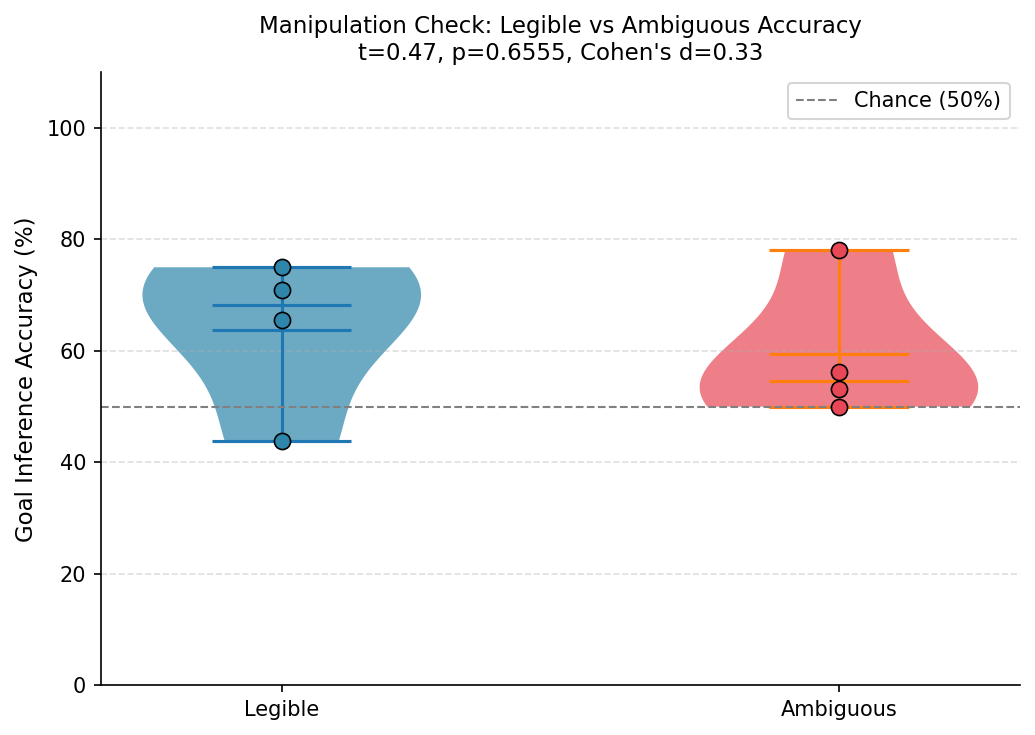 Manipulation Check: Legible vs Ambiguous Accuracy
t=0.47, p=0.6555, Cohen's d=0.33
Chance (50%)
Goal Inference Accuracy (%)
100
80
60
40
20
0
Legible
Ambiguous